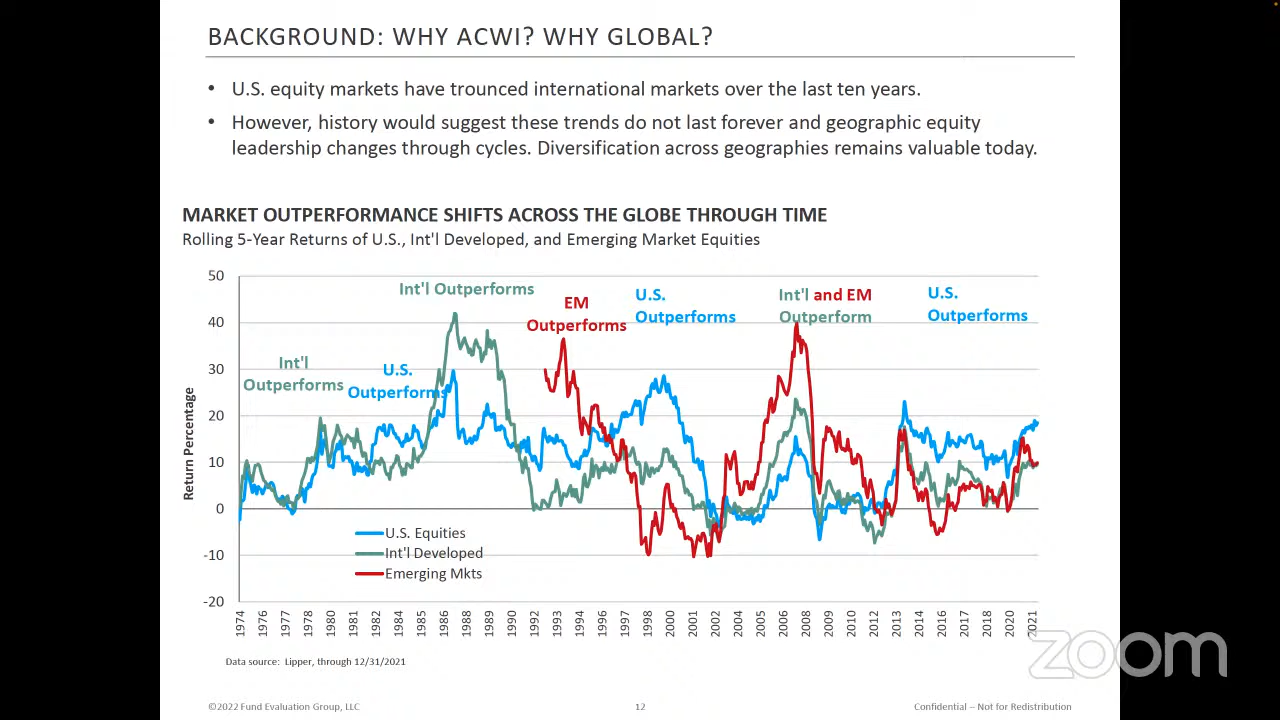 BACKGROUND: WHY ACWI? WHY GLOBAL?
• U.S. equity markets have trounced international markets over the last ten years.
• However, history would suggest these trends do not last forever and geographic equity
leadership changes through cycles. Diversification across geographies remains valuable today.
MARKET OUTPERFORMANCE SHIFTS ACROSS THE GLOBE THROUGH TIME
Rolling 5-Year Returns of U.S., Int'l Developed, and Emerging Market Equities
Return Percentage
50
40
30
20
10
0
-10
-20
Int'l
Outperforms
U.S.
Outperforms
Int'l Outperforms
EM
Outperforms
U.S.
Outperforms
Int'l and EM
Outperform
U.S.
Outperforms
U.S. Equities
Int'l Developed
Emerging Mkts
1974
1976
1977
1978
1980
1981
1982
1984
1985
1986
1988
1989
1990
1992
1993
1994
1996
1997
1998
2000
2001
2002
2004
2005
2006
2008
2009
2010
2012
2013
2014
2016
2017
2018
2020
2021
zoom
Data source: Lipper, through 12/31/2021
©2022 Fund Evaluation Group, LLC
12
Confidential – Not for Redistribution